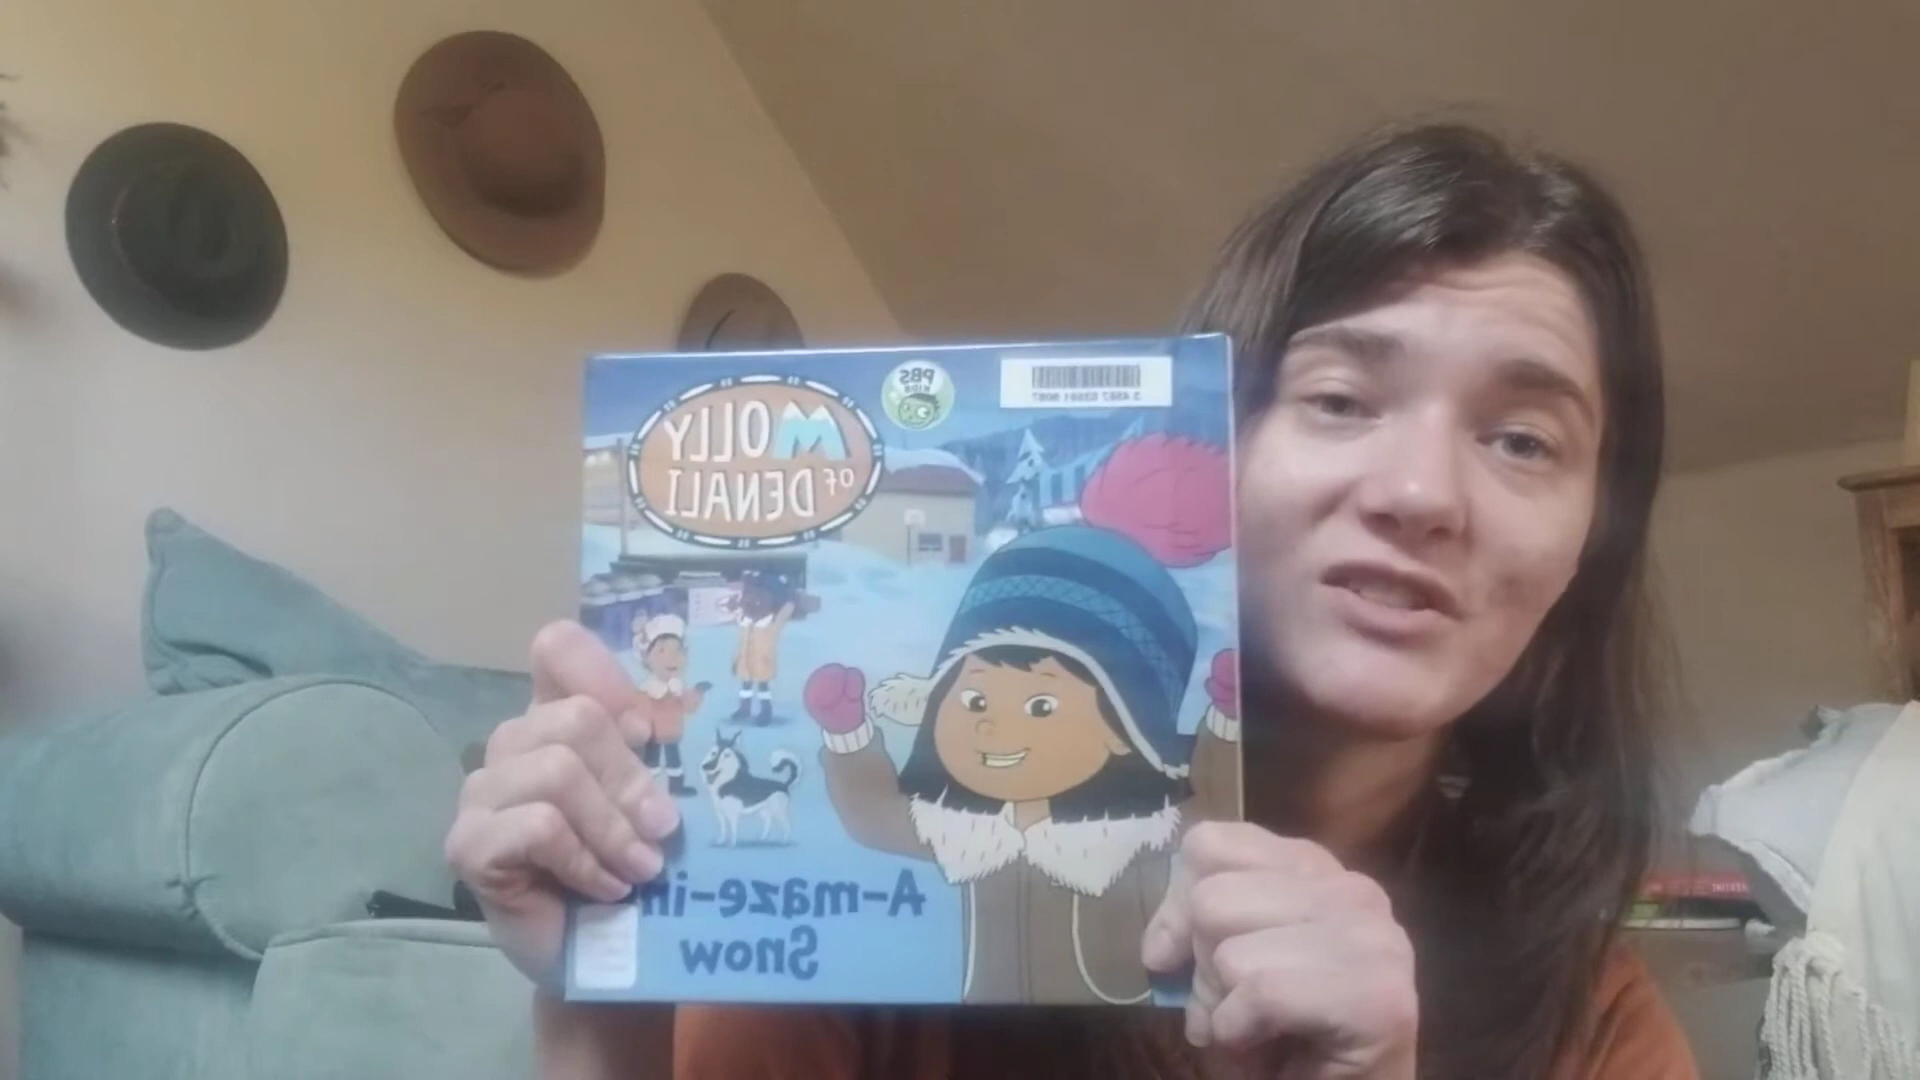 MOLLY
OF
DENALI
PBS
KIDS
A-maze-in
Snow